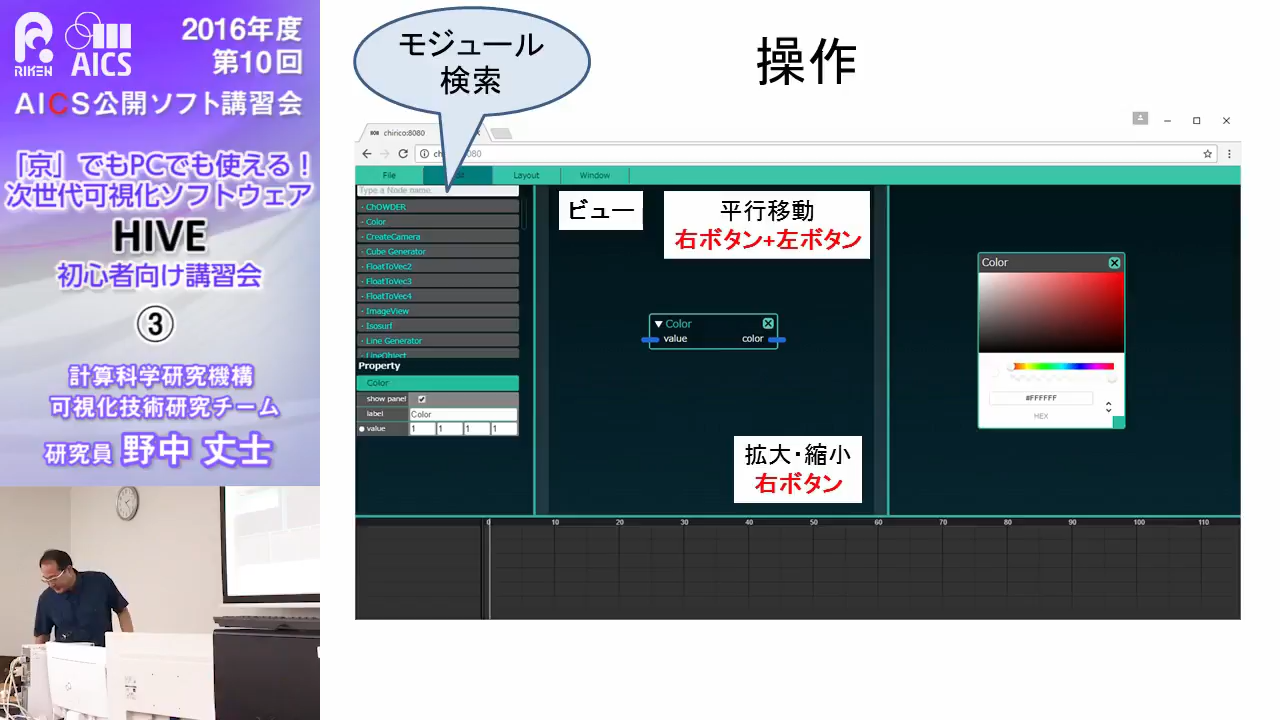 RIKEN
AICS
2016年度
第10回
AICS公開ソフト講習会
「京」でもPCでも使える！
次世代可視化ソフトウェア
HIVE
初心者向け講習会
③
計算科学研究機構
可視化技術研究チーム
研究員 野中 丈士
モジュール
検索
操作
chirico:8080
File
Layout
Window
Type a Node name.
ChOWDER
Color
CreateCamera
Cube Generator
FloatToVec2
FloatToVec3
FloatToVec4
ImageView
Isosurf
Line Generator
LineObject
Property
Color
show panel
label
Color
value
1 1 1 1
ビュー
平行移動
右ボタン+左ボタン
Color
value
color
拡大・縮小
右ボタン
Color
#FFFFFF
HEX
0 10 20 30 40 50 60 70 80 90 100 110